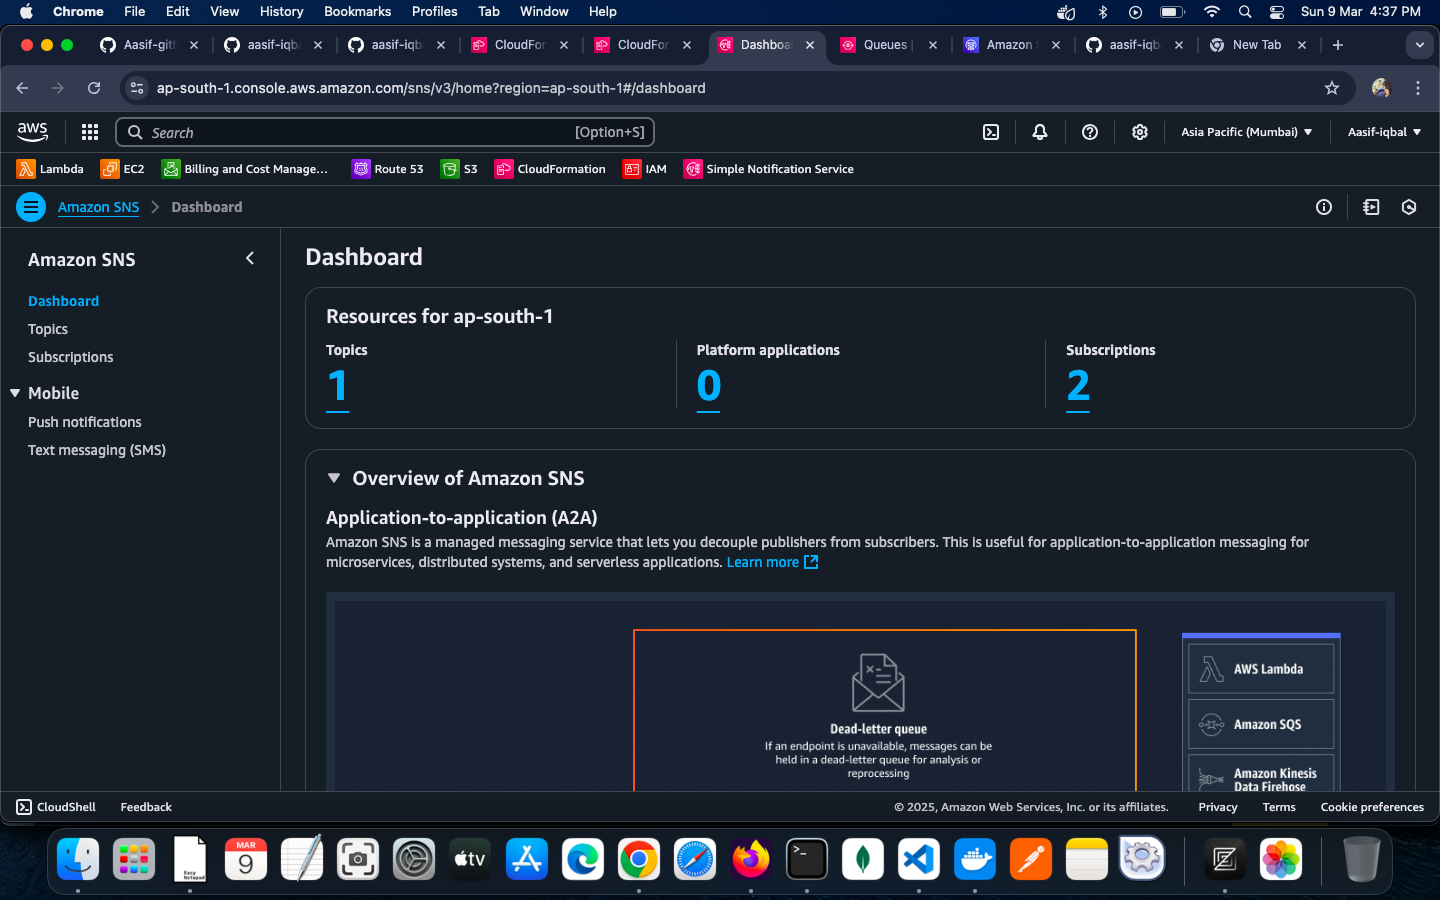 Chrome File Edit View History Bookmarks Profiles Tab Window Help Sun 9 Mar 4:37 PM
Aasif-gith aasif-iqba aasif-iqba CloudFor CloudFor Dashboa Queues | Amazon S aasif-iqba New Tab
ap-south-1.console.aws.amazon.com/sns/v3/home?region=ap-south-1#/dashboard
aws Search [Option+S] Asia Pacific (Mumbai) Aasif-iqbal
Lambda EC2 Billing and Cost Manage... Route 53 S3 CloudFormation IAM Simple Notification Service
Amazon SNS Dashboard
Amazon SNS
Dashboard
Topics
Subscriptions
Mobile
Push notifications
Text messaging (SMS)
Dashboard
Resources for ap-south-1
Topics
1
Platform applications
0
Subscriptions
2
Overview of Amazon SNS
Application-to-application (A2A)
Amazon SNS is a managed messaging service that lets you decouple publishers from subscribers. This is useful for application-to-application messaging for
microservices, distributed systems, and serverless applications. Learn more
Dead-letter queue
If an endpoint is unavailable, messages can be
held in a dead-letter queue for analysis or
reprocessing
AWS Lambda
Amazon SQS
Amazon Kinesis
Data Firehose
CloudShell Feedback © 2025, Amazon Web Services, Inc. or its affiliates. Privacy Terms Cookie preferences
Easy
Notepad
MAR
9
tv